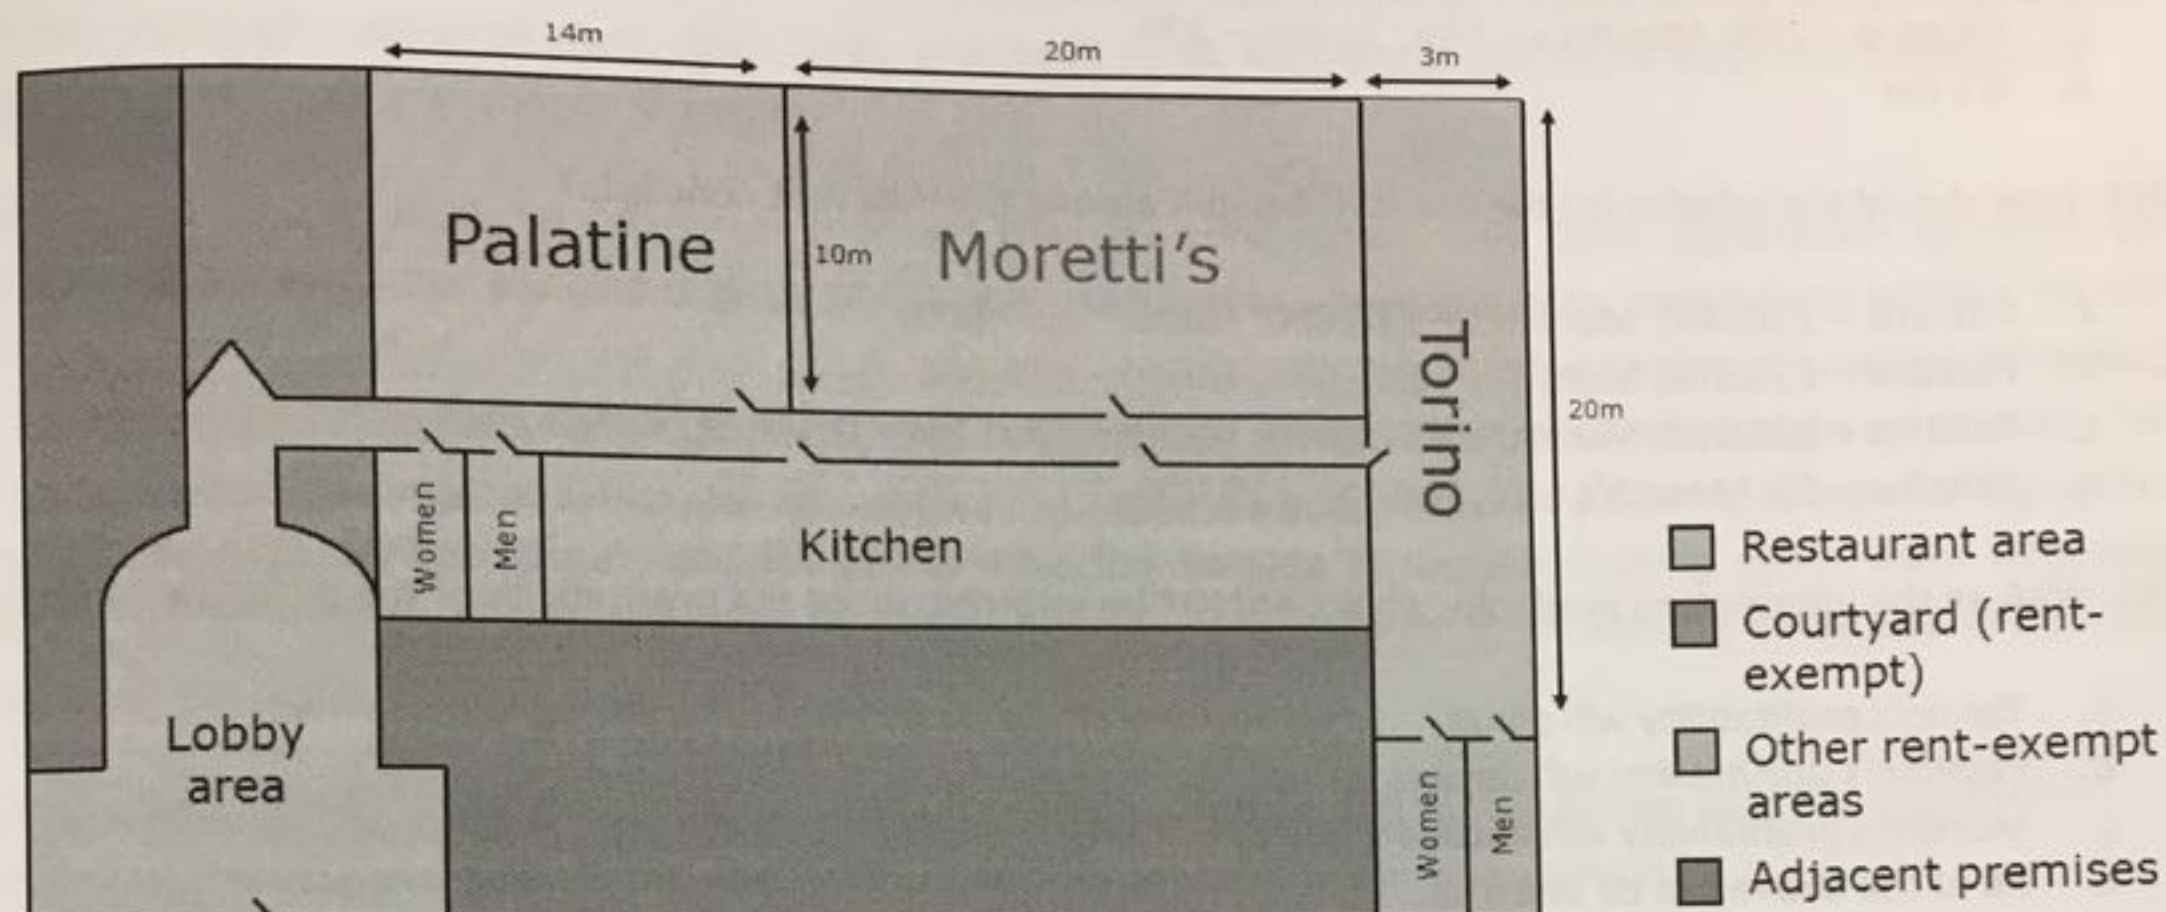 14m
20m
3m
Palatine
10m
Moretti's
Torino
20m
Women
Men
Kitchen
Lobby
area
Women
Men
Restaurant area
Courtyard (rent-
exempt)
Other rent-exempt
areas
Adjacent premises